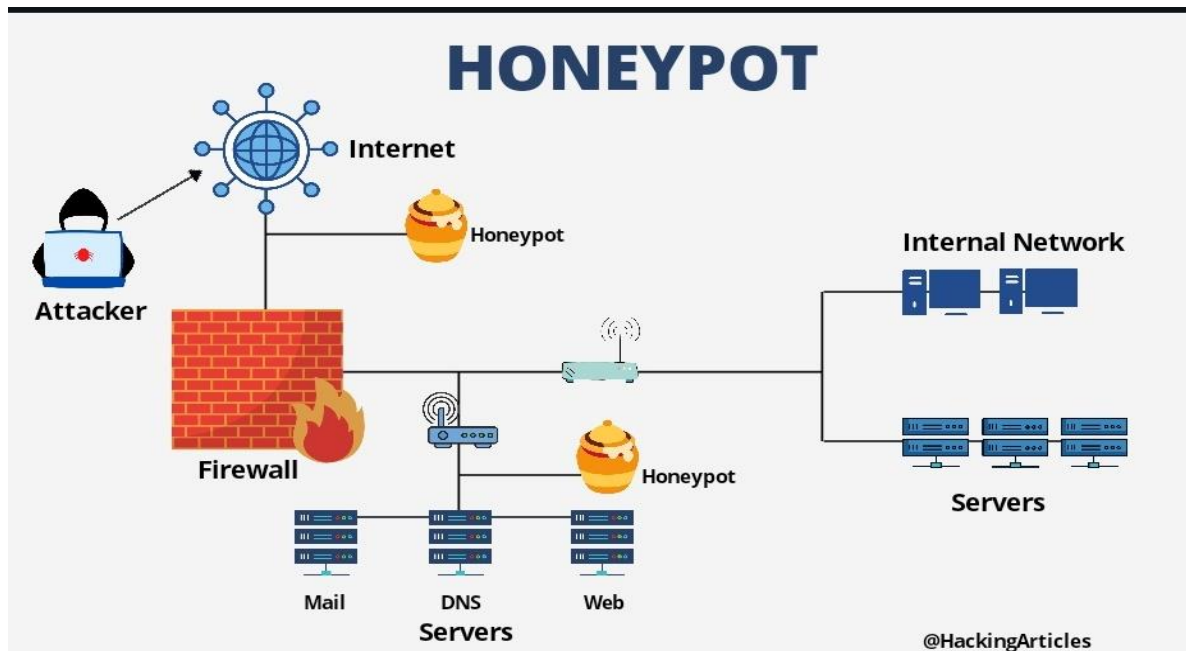 HONEYPOT
Internet
Honeypot
Attacker
Internal Network
Firewall
Honeypot
Servers
Mail
DNS
Web
Servers
@HackingArticles